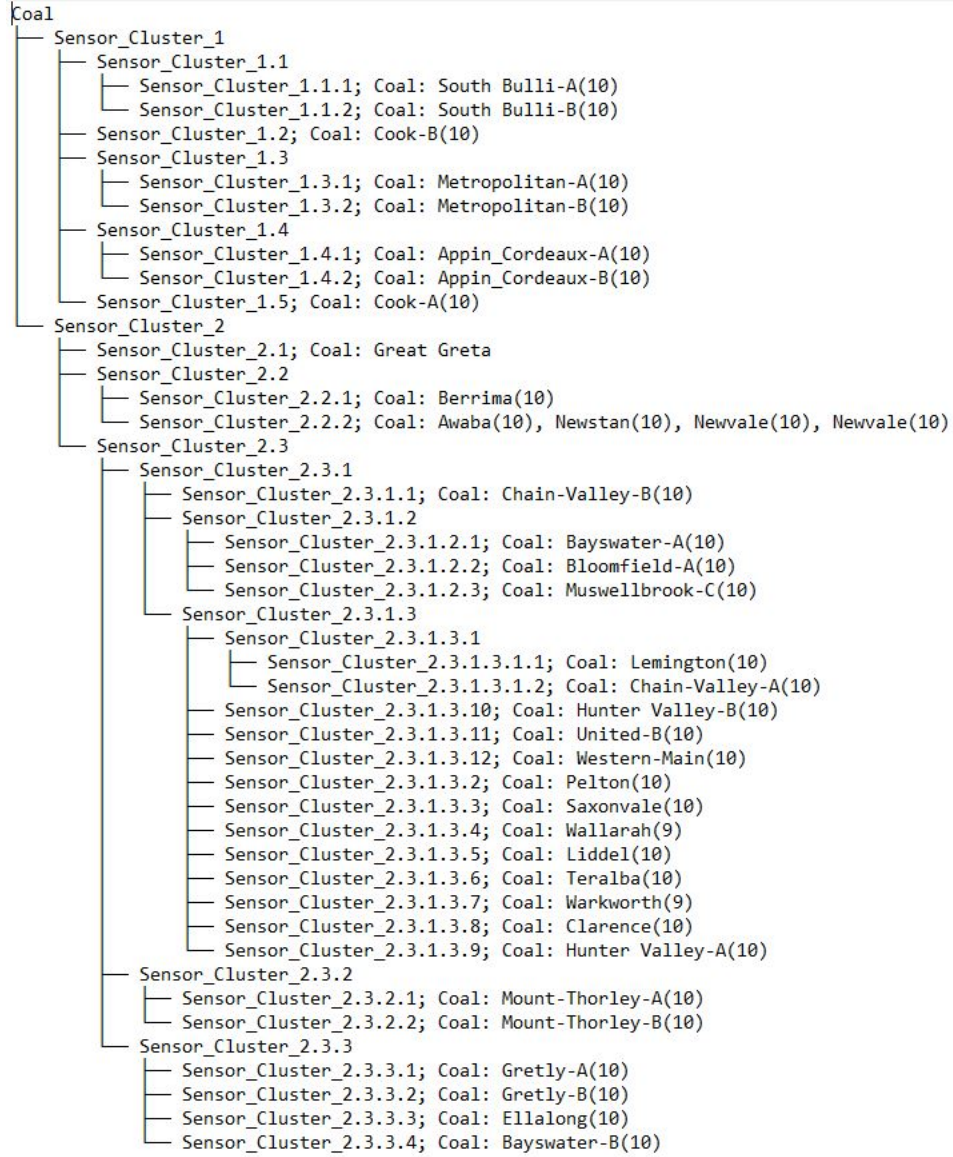 Coal
Sensor_Cluster_1
Sensor_Cluster_1.1
Sensor_Cluster_1.1.1; Coal: South Bulli-A(10)
Sensor_Cluster_1.1.2; Coal: South Bulli-B(10)
Sensor_Cluster_1.2; Coal: Cook-B(10)
Sensor_Cluster_1.3
Sensor_Cluster_1.3.1; Coal: Metropolitan-A(10)
Sensor_Cluster_1.3.2; Coal: Metropolitan-B(10)
Sensor_Cluster_1.4
Sensor_Cluster_1.4.1; Coal: Appin_Cordeaux-A(10)
Sensor_Cluster_1.4.2; Coal: Appin_Cordeaux-B(10)
Sensor_Cluster_1.5; Coal: Cook-A(10)
Sensor_Cluster_2
Sensor_Cluster_2.1; Coal: Great Greta
Sensor_Cluster_2.2
Sensor_Cluster_2.2.1; Coal: Berrima(10)
Sensor_Cluster_2.2.2; Coal: Awaba(10), Newstan(10), Newvale(10), Newvale(10)
Sensor_Cluster_2.3
Sensor_Cluster_2.3.1
Sensor_Cluster_2.3.1.1; Coal: Chain-Valley-B(10)
Sensor_Cluster_2.3.1.2
Sensor_Cluster_2.3.1.2.1; Coal: Bayswater-A(10)
Sensor_Cluster_2.3.1.2.2; Coal: Bloomfield-A(10)
Sensor_Cluster_2.3.1.2.3; Coal: Muswellbrook-C(10)
Sensor_Cluster_2.3.1.3
Sensor_Cluster_2.3.1.3.1
Sensor_Cluster_2.3.1.3.1.1; Coal: Lemington(10)
Sensor_Cluster_2.3.1.3.1.2; Coal: Chain-Valley-A(10)
Sensor_Cluster_2.3.1.3.10; Coal: Hunter Valley-B(10)
Sensor_Cluster_2.3.1.3.11; Coal: United-B(10)
Sensor_Cluster_2.3.1.3.12; Coal: Western-Main(10)
Sensor_Cluster_2.3.1.3.2; Coal: Pelton(10)
Sensor_Cluster_2.3.1.3.3; Coal: Saxonvale(10)
Sensor_Cluster_2.3.1.3.4; Coal: Wallarah(9)
Sensor_Cluster_2.3.1.3.5; Coal: Liddel(10)
Sensor_Cluster_2.3.1.3.6; Coal: Teralba(10)
Sensor_Cluster_2.3.1.3.7; Coal: Warkworth(9)
Sensor_Cluster_2.3.1.3.8; Coal: Clarence(10)
Sensor_Cluster_2.3.1.3.9; Coal: Hunter Valley-A(10)
Sensor_Cluster_2.3.2
Sensor_Cluster_2.3.2.1; Coal: Mount-Thorley-A(10)
Sensor_Cluster_2.3.2.2; Coal: Mount-Thorley-B(10)
Sensor_Cluster_2.3.3
Sensor_Cluster_2.3.3.1; Coal: Gretly-A(10)
Sensor_Cluster_2.3.3.2; Coal: Gretly-B(10)
Sensor_Cluster_2.3.3.3; Coal: Ellalong(10)
Sensor_Cluster_2.3.3.4; Coal: Bayswater-B(10)